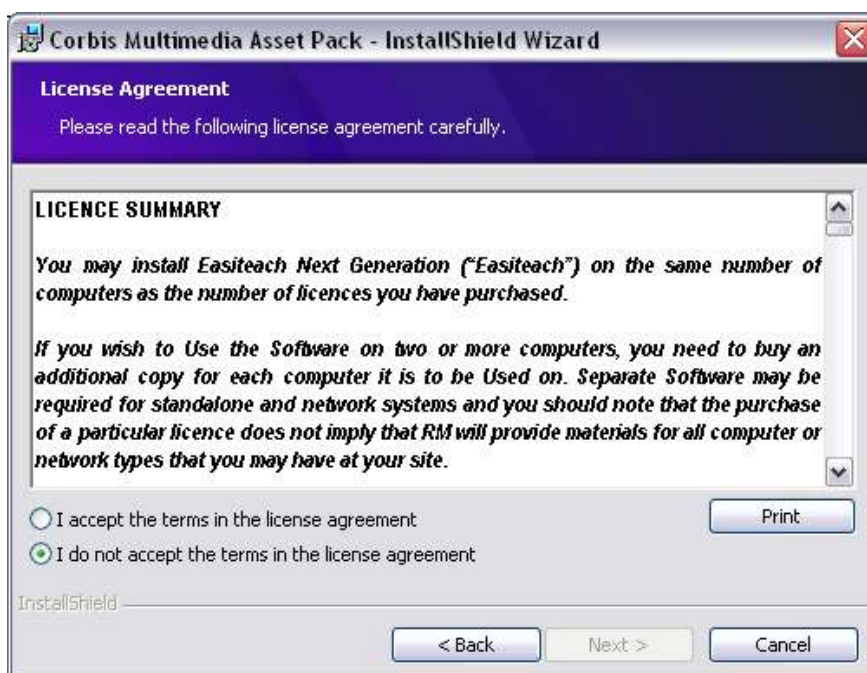 Corbis Multimedia Asset Pack - InstallShield Wizard
License Agreement
Please read the following license agreement carefully.
LICENCE SUMMARY
You may install Easiteach Next Generation ("Easiteach") on the same number of
computers as the number of licences you have purchased.
If you wish to Use the Software on two or more computers, you need to buy an
additional copy for each computer it is to be Used on. Separate Software may be
required for standalone and network systems and you should note that the purchase
of a particular licence does not imply that RM will provide materials for all computer or
network types that you may have at your site.
I accept the terms in the license agreement
Print
I do not accept the terms in the license agreement
InstallShield
< Back
Next >
Cancel